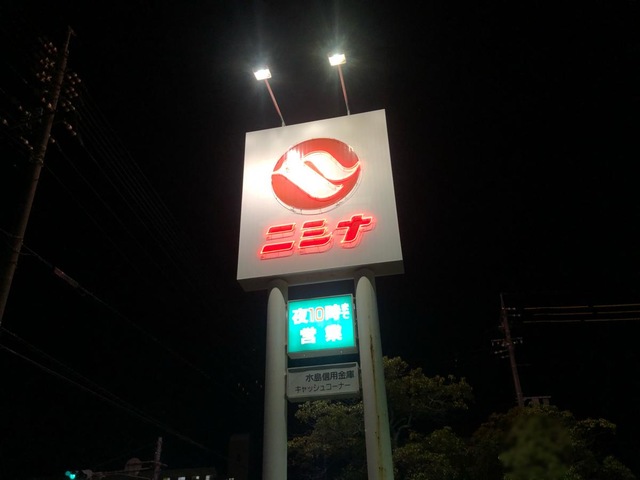 ニシナ
夜10時まで
営業
水島信用金庫
キャッシュコーナー